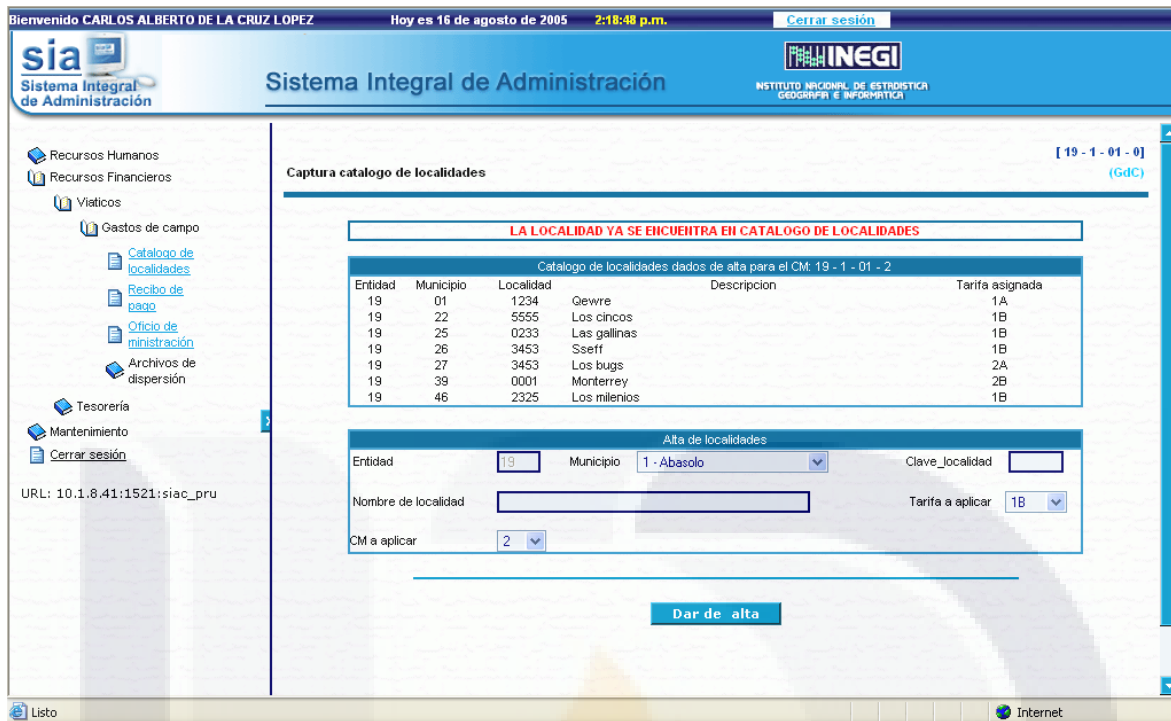 Bienvenido CARLOS ALBERTO DE LA CRUZ LOPEZ Hoy es 16 de agosto de 2005 2:18:48 p.m. Cerrar sesión
sia
Sistema Integral
de Administración
Sistema Integral de Administración
INEGI
INSTITUTO NACIONAL DE ESTADISTICA
GEOGRAFIA E INFORMATICA
Recursos Humanos
Recursos Financieros
Viaticos
Gastos de campo
Catalogo de
localidades
Recibo de
pago
Oficio de
ministración
Archivos de
dispersión
Tesorería
Mantenimiento
Cerrar sesión
URL: 10.1.8.41:1521:siac_pru
[ 19 - 1 - 01 - 0]
Captura catalogo de localidades (GdC)
LA LOCALIDAD YA SE ENCUENTRA EN CATALOGO DE LOCALIDADES
Catalogo de localidades dados de alta para el CM: 19 - 1 - 01 - 2
Entidad Municipio Localidad Descripcion Tarifa asignada
19 01 1234 Qewre 1A
19 22 5555 Los cincos 1B
19 25 0233 Las gallinas 1B
19 26 3453 Sseff 1B
19 27 3453 Los bugs 2A
19 39 0001 Monterrey 2B
19 46 2325 Los milenios 1B
Alta de localidades
Entidad 19 Municipio 1 - Abasolo Clave_localidad
Nombre de localidad Tarifa a aplicar 1B
CM a aplicar 2
Dar de alta
Listo Internet